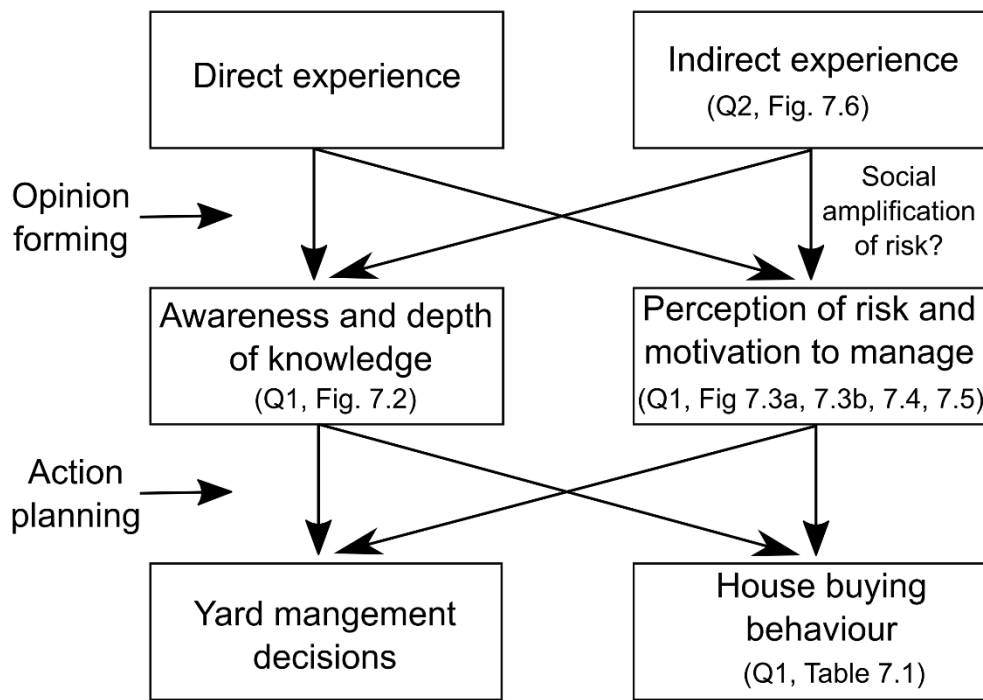 Direct experience
Indirect experience
(Q2, Fig. 7.6)
Opinion
forming
Social
amplification
of risk?
Awareness and depth
of knowledge
(Q1, Fig. 7.2)
Perception of risk and
motivation to manage
(Q1, Fig 7.3a, 7.3b, 7.4, 7.5)
Action
planning
Yard mangement
decisions
House buying
behaviour
(Q1, Table 7.1)